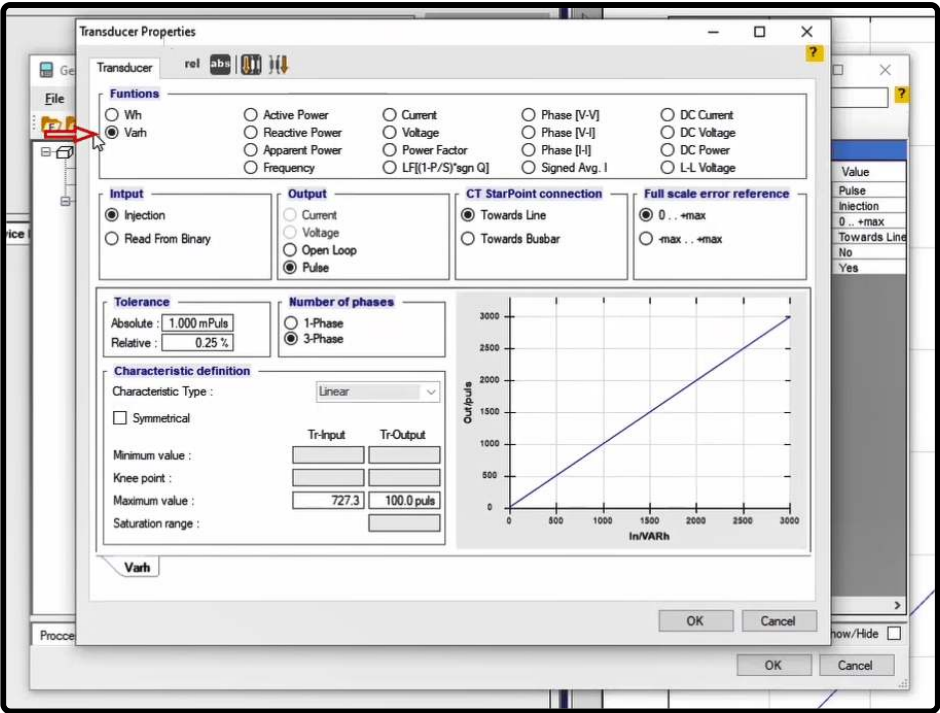 Transducer Properties
Ge
File
?
?
Transducer
rel
abs
Funtions
Wh
Varh
Active Power
Reactive Power
Apparent Power
Frequency
Current
Voltage
Power Factor
LF[(1-P/S)*sgn Q]
Phase [V-V]
Phase [V-I]
Phase [I-I]
Signed Avg. I
DC Current
DC Voltage
DC Power
L-L Voltage
Intput
Injection
Read From Binary
Output
Current
Voltage
Open Loop
Pulse
CT StarPoint connection
Towards Line
Towards Busbar
Full scale error reference
0 . . +max
-max . . +max
Value
Pulse
Injection
0 .. +max
Towards Line
No
Yes
vice
Tolerance
Absolute : 1.000 mPuls
Relative : 0.25 %
Number of phases
1-Phase
3-Phase
Characteristic definition
Characteristic Type : Linear
Symmetrical
Tr-Input Tr-Output
Minimum value :
Knee point :
Maximum value : 727.3 100.0 puls
Saturation range :
Out/puls
3000
2500
2000
1500
1000
500
0
0 500 1000 1500 2000 2500 3000
In/VARh
Varh
OK Cancel
Procce
how/Hide
OK Cancel